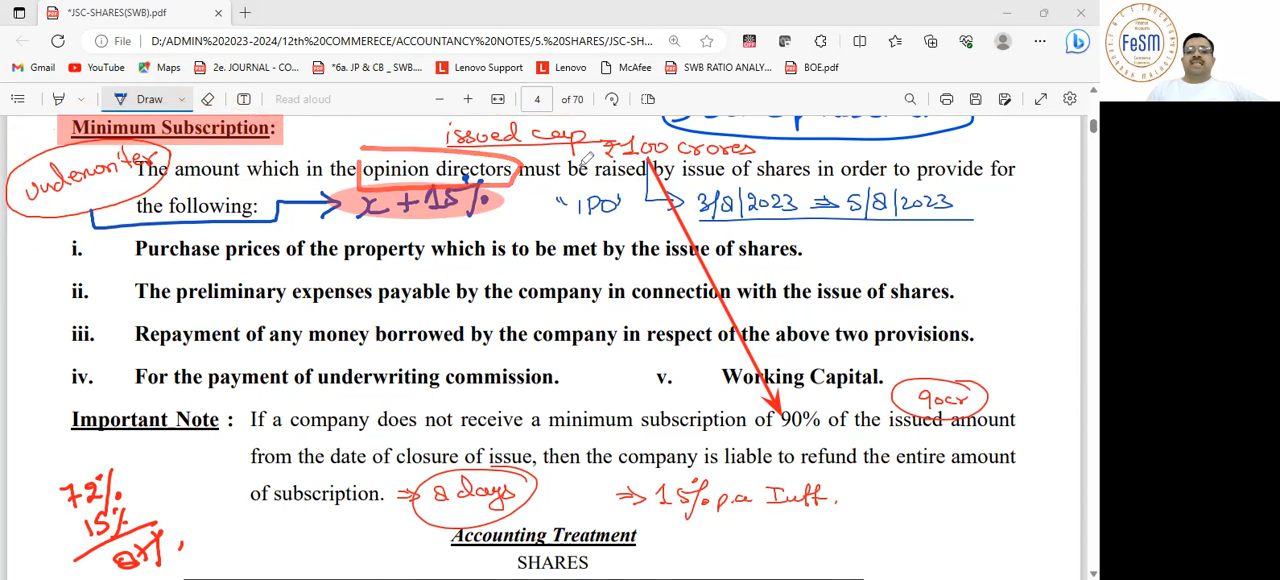 *JSC-SHARES(SWB).pdf
File D:/ADMIN%202023-2024/12th%20COMMERECE/ACCOUNTANCY%20NOTES/5.%20SHARES/JSC-SH...
Gmail YouTube Maps 2e. JOURNAL - CO... *6a. JP & CB _ SWB.... Lenovo Support Lenovo McAfee SWB RATIO ANALY... BOE.pdf
Draw Read aloud 4 of 70
FeSM
Minimum Subscription:
issued cap ₹100 crores
underwriter
The amount which in the opinion directors must be raised by issue of shares in order to provide for
the following: x + 15% "IPO" 3/8/2023 ⇒ 5/8/2023
i. Purchase prices of the property which is to be met by the issue of shares.
ii. The preliminary expenses payable by the company in connection with the issue of shares.
iii. Repayment of any money borrowed by the company in respect of the above two provisions.
iv. For the payment of underwriting commission. v. Working Capital.
90cr
Important Note : If a company does not receive a minimum subscription of 90% of the issued amount
from the date of closure of issue, then the company is liable to refund the entire amount
of subscription. ⇒ 8 days ⇒ 15% p.a Intt.
72%
15%
Accounting Treatment
SHARES